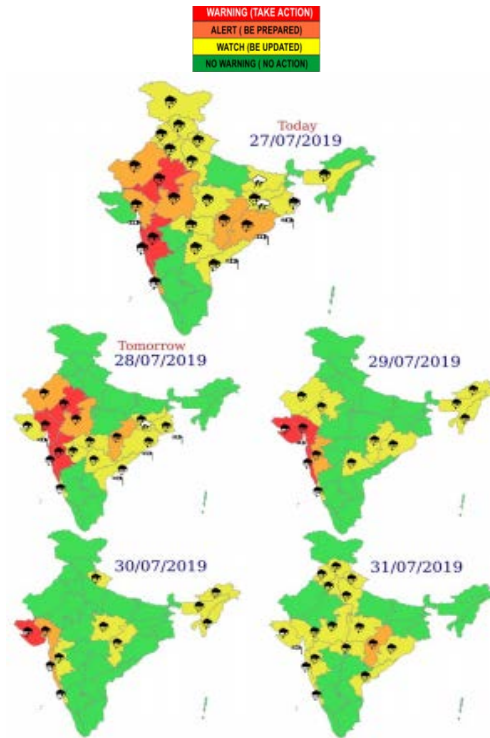 WARNING (TAKE ACTION)
ALERT ( BE PREPARED)
WATCH (BE UPDATED)
NO WARNING ( NO ACTION)
Today
27/07/2019
Tomorrow
28/07/2019
29/07/2019
30/07/2019
31/07/2019